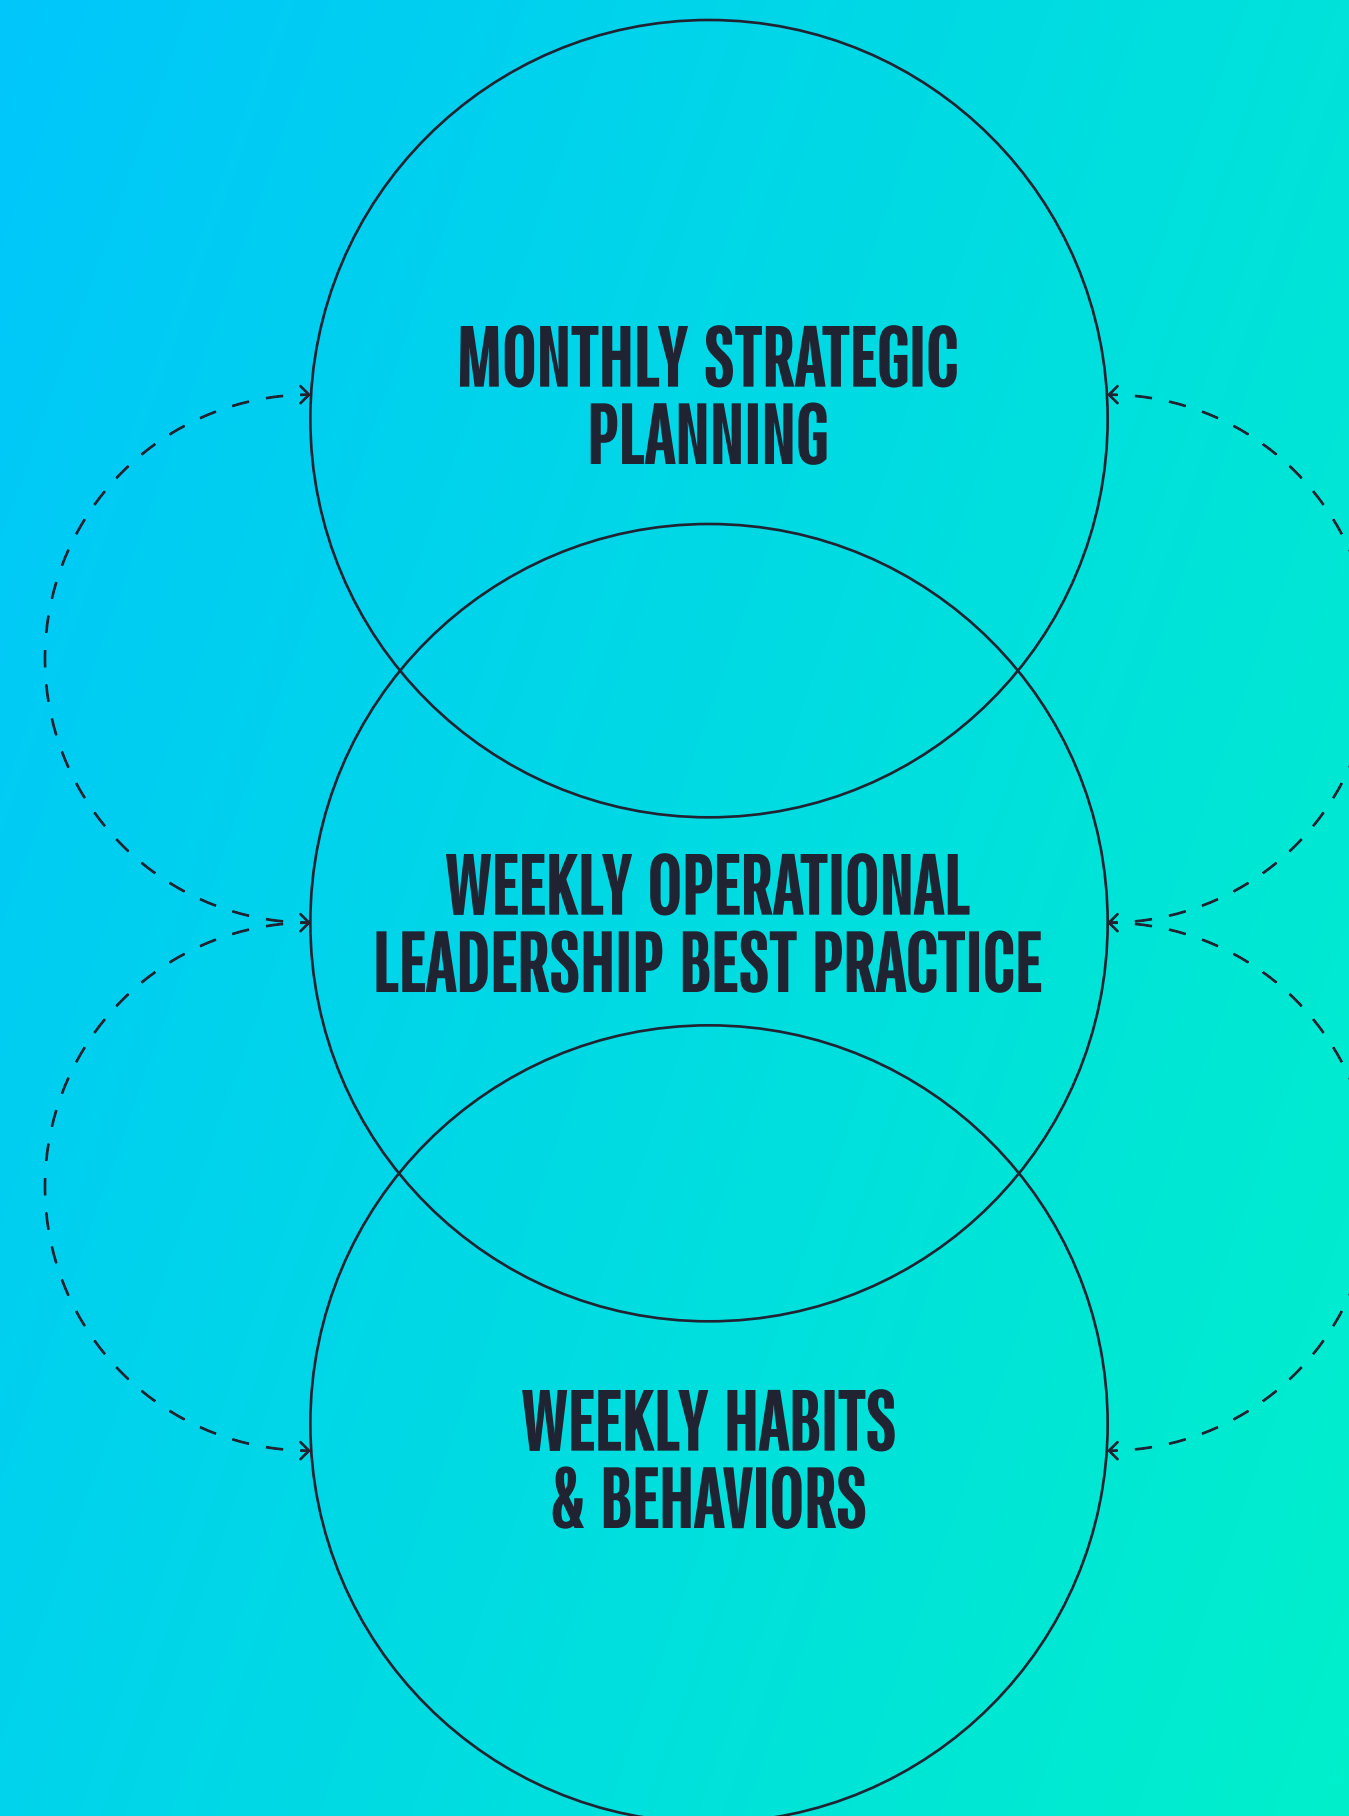 MONTHLY STRATEGIC
PLANNING
WEEKLY OPERATIONAL
LEADERSHIP BEST PRACTICE
WEEKLY HABITS
& BEHAVIORS